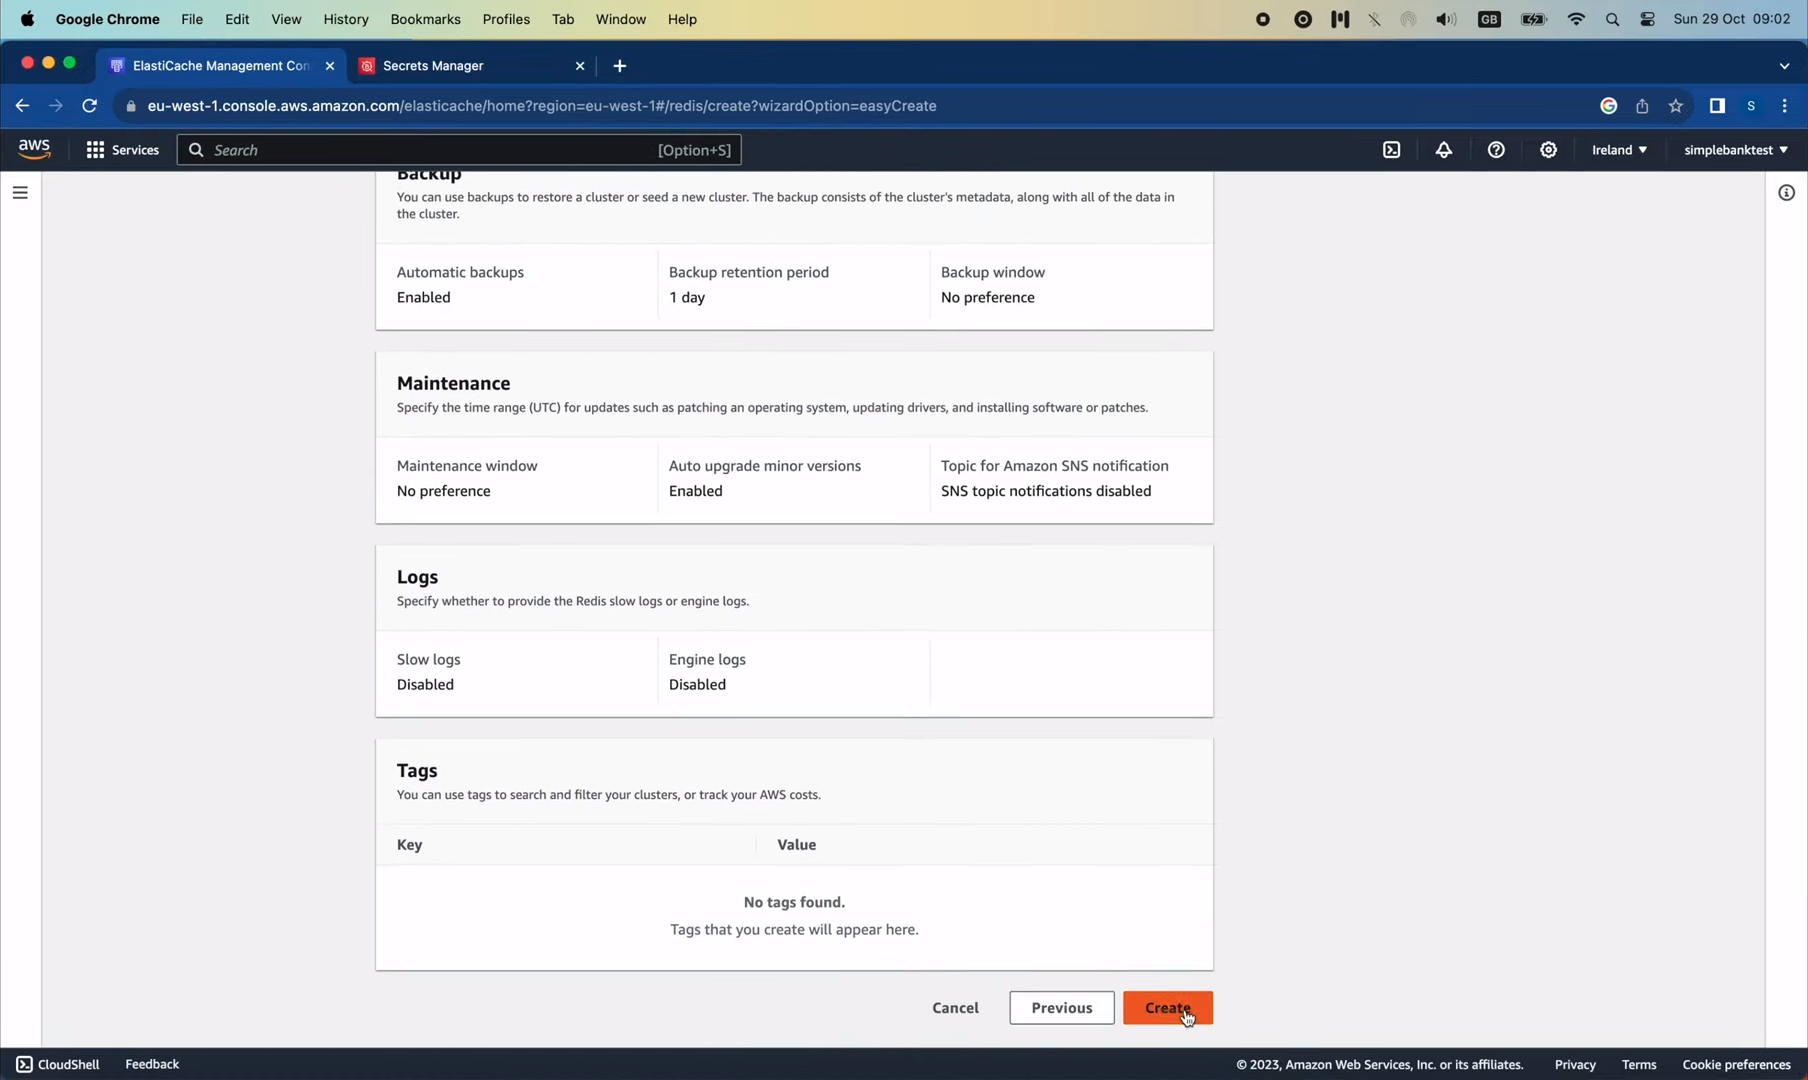 Google Chrome File Edit View History Bookmarks Profiles Tab Window Help GB Sun 29 Oct 09:02
ElastiCache Management Con Secrets Manager
eu-west-1.console.aws.amazon.com/elasticache/home?region=eu-west-1#/redis/create?wizardOption=easyCreate S
aws Services Search [Option+S] Ireland simplebanktest
Backup
You can use backups to restore a cluster or seed a new cluster. The backup consists of the cluster's metadata, along with all of the data in
the cluster.
Automatic backups Backup retention period Backup window
Enabled 1 day No preference
Maintenance
Specify the time range (UTC) for updates such as patching an operating system, updating drivers, and installing software or patches.
Maintenance window Auto upgrade minor versions Topic for Amazon SNS notification
No preference Enabled SNS topic notifications disabled
Logs
Specify whether to provide the Redis slow logs or engine logs.
Slow logs Engine logs
Disabled Disabled
Tags
You can use tags to search and filter your clusters, or track your AWS costs.
Key Value
No tags found.
Tags that you create will appear here.
Cancel Previous Create
CloudShell Feedback © 2023, Amazon Web Services, Inc. or its affiliates. Privacy Terms Cookie preferences